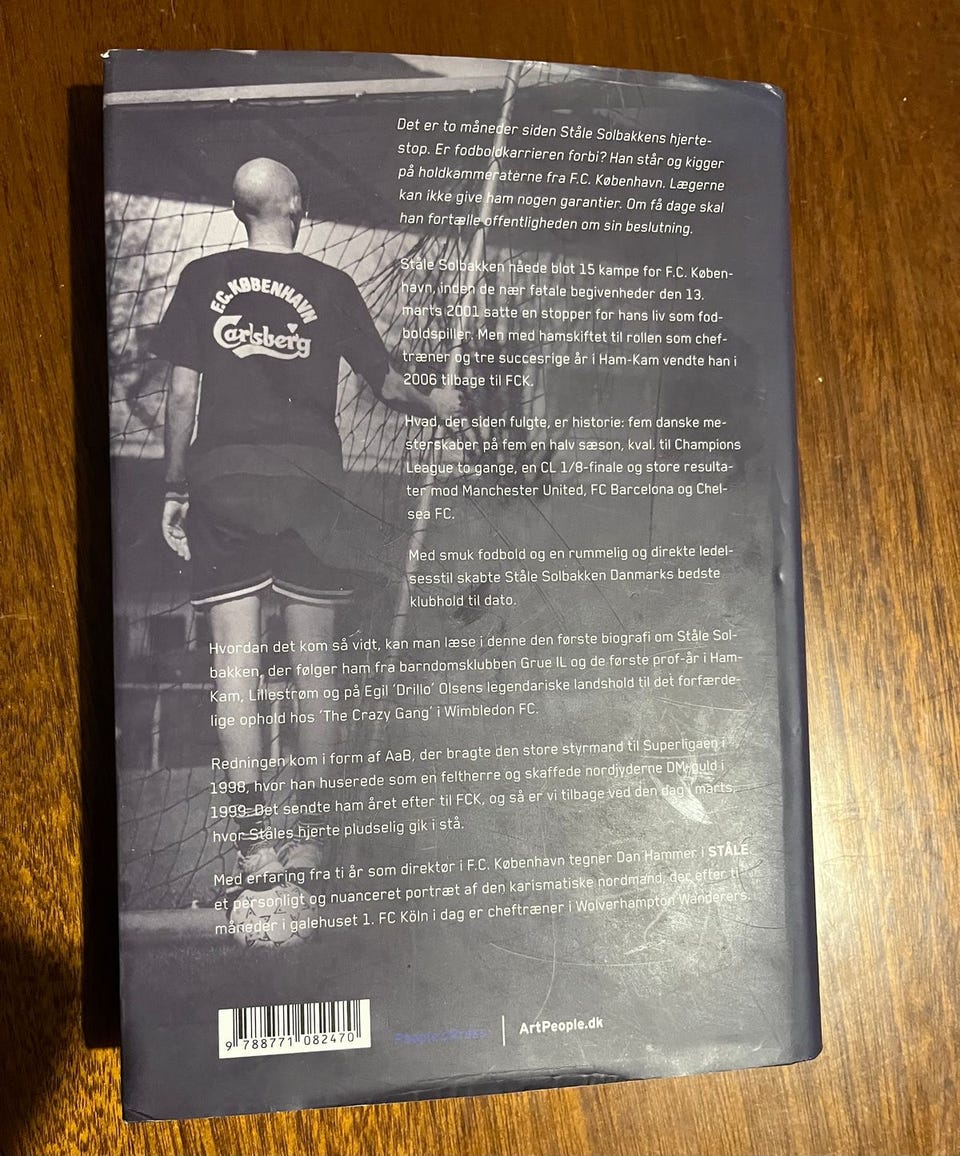 F.C. KØBENHAVN
Carlsberg
Det er to måneder siden Ståle Solbakkens hjerte-
stop. Er fodboldkarrieren forbi? Han står og kigger
på holdkammeraterne fra F.C. København. Lægerne
kan ikke give ham nogen garantier. Om få dage skal
han fortælle offentligheden om sin beslutning.
Ståle Solbakken nåede blot 15 kampe for F.C. Køben-
havn, inden de nær fatale begivenheder den 13.
marts 2001 satte en stopper for hans liv som fod-
boldspiller. Men med hamskiftet til rollen som chef-
træner og tre succesrige år i Ham-Kam vendte han i
2006 tilbage til FCK.
Hvad, der siden fulgte, er historie: fem danske me-
sterskaber på fem en halv sæson, kval. til Champions
League to gange, en CL 1/8-finale og store resulta-
ter mod Manchester United, FC Barcelona og Chel-
sea FC.
Med smuk fodbold og en rummelig og direkte ledel-
sesstil skabte Ståle Solbakken Danmarks bedste
klubhold til dato.
Hvordan det kom så vidt, kan man læse i denne den første biografi om Ståle Sol-
bakken, der følger ham fra barndomsklubben Grue IL og de første prof-år i Ham-
Kam, Lillestrøm og på Egil 'Drillo' Olsens legendariske landshold til det forfærde-
lige ophold hos 'The Crazy Gang' i Wimbledon FC.
Redningen kom i form af AaB, der bragte den store styrmand til Superligaen i
1998, hvor han huserede som en feltherre og skaffede nordjyderne DM-guld i
1999. Det sendte ham året efter til FCK, og så er vi tilbage ved den dag i marts,
hvor Ståles hjerte pludselig gik i stå.
Med erfaring fra ti år som direktør i F.C. København tegner Dan Hammer i STÅLE
et personligt og nuanceret portræt af den karismatiske nordmand, der efter ti
måneder i galehuset 1. FC Köln i dag er cheftræner i Wolverhampton Wanderers.
9 788771 082470
People'sPress
ArtPeople.dk